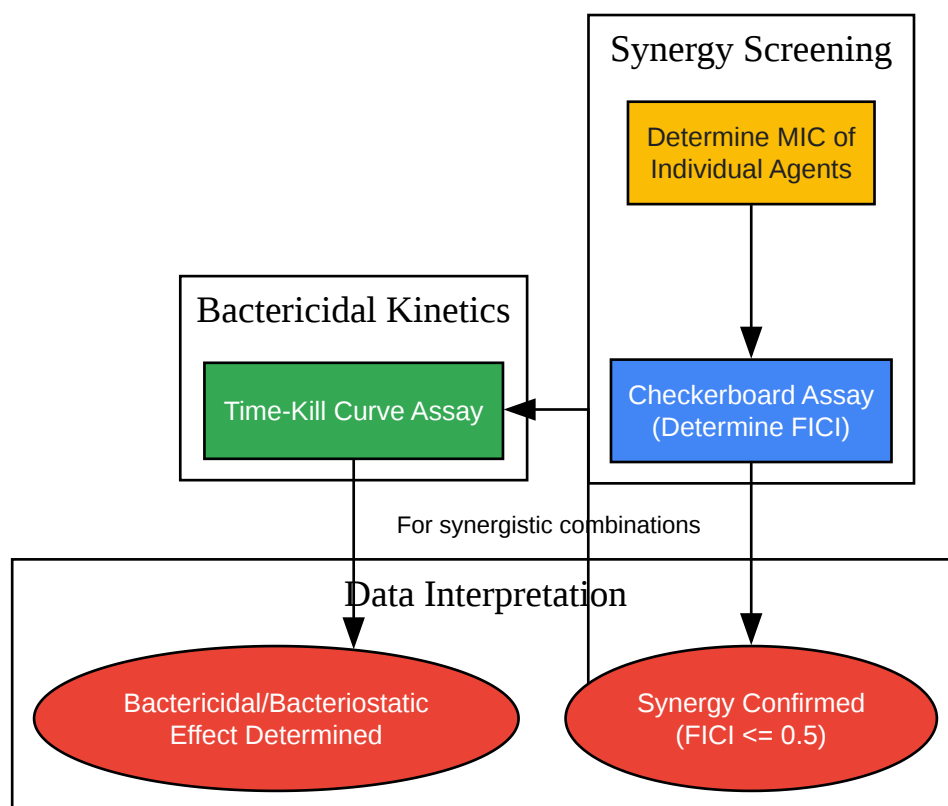 Synergy Screening
Determine MIC of
Individual Agents
Bactericidal Kinetics
Time-Kill Curve Assay
Checkerboard Assay
(Determine FICI)
For synergistic combinations
Data Interpretation
Bactericidal/Bacteriostatic
Effect Determined
Synergy Confirmed
(FICI <= 0.5)